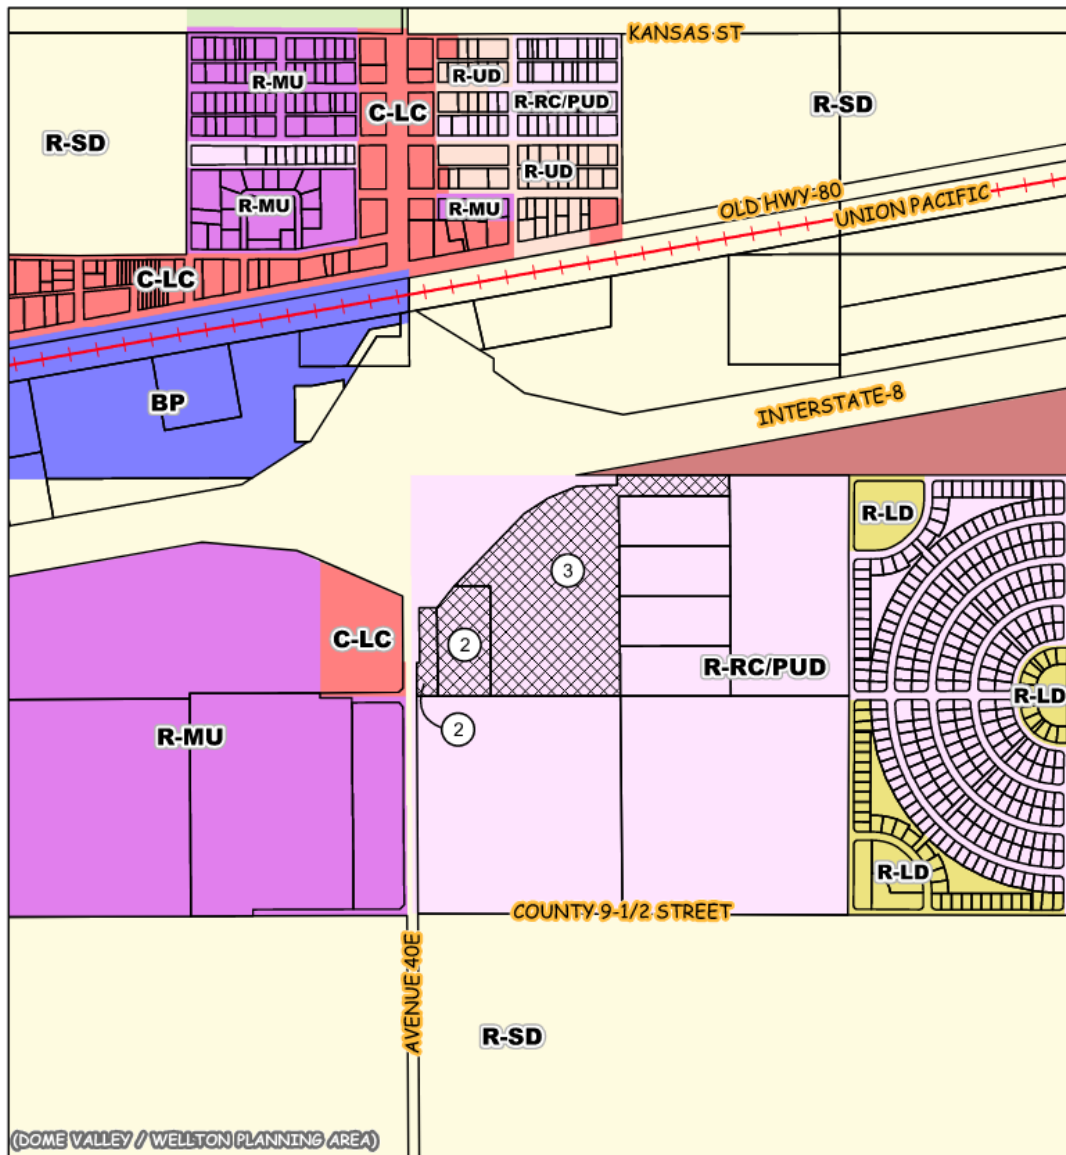 KANSAS ST
R-MU
R-UD
C-LC
R-RC/PUD
R-SD
R-SD
R-UD
R-MU
R-MU
OLD HWY-80
UNION PACIFIC
C-LC
BP
INTERSTATE-8
R-LD
3
C-LC
2
R-RC/PUD
R-LD
R-MU
2
R-LD
COUNTY 9-1/2 STREET
AVENUE 40E
R-SD
(DOME VALLEY / WELLTON PLANNING AREA)